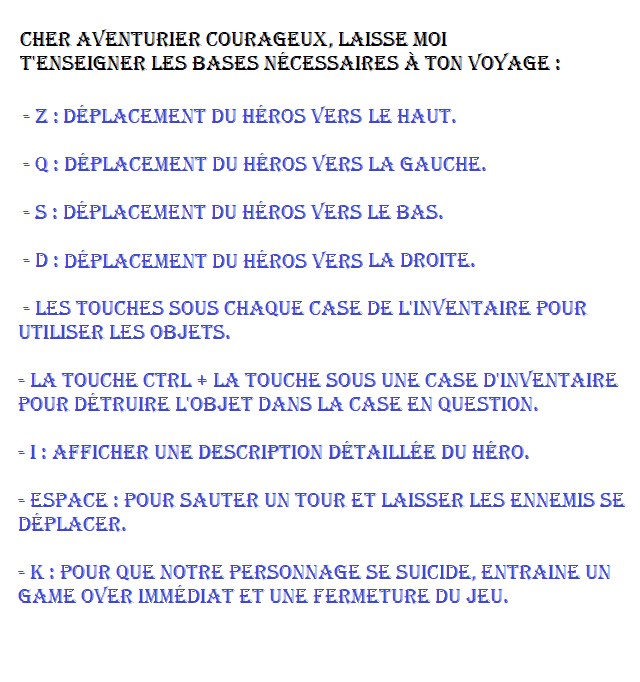 CHER AVENTURIER COURAGEUX, LAISSE MOI
T'ENSEIGNER LES BASES NÉCESSAIRES À TON VOYAGE :
- Z : DÉPLACEMENT DU HÉROS VERS LE HAUT.
- Q : DÉPLACEMENT DU HÉROS VERS LA GAUCHE.
- S : DÉPLACEMENT DU HÉROS VERS LE BAS.
- D : DÉPLACEMENT DU HÉROS VERS LA DROITE.
- LES TOUCHES SOUS CHAQUE CASE DE L'INVENTAIRE POUR
UTILISER LES OBJETS.
- LA TOUCHE CTRL + LA TOUCHE SOUS UNE CASE D'INVENTAIRE
POUR DÉTRUIRE L'OBJET DANS LA CASE EN QUESTION.
- I : AFFICHER UNE DESCRIPTION DÉTAILLÉE DU HÉRO.
- ESPACE : POUR SAUTER UN TOUR ET LAISSER LES ENNEMIS SE
DÉPLACER.
- K : POUR QUE NOTRE PERSONNAGE SE SUICIDE, ENTRAINE UN
GAME OVER IMMÉDIAT ET UNE FERMETURE DU JEU.